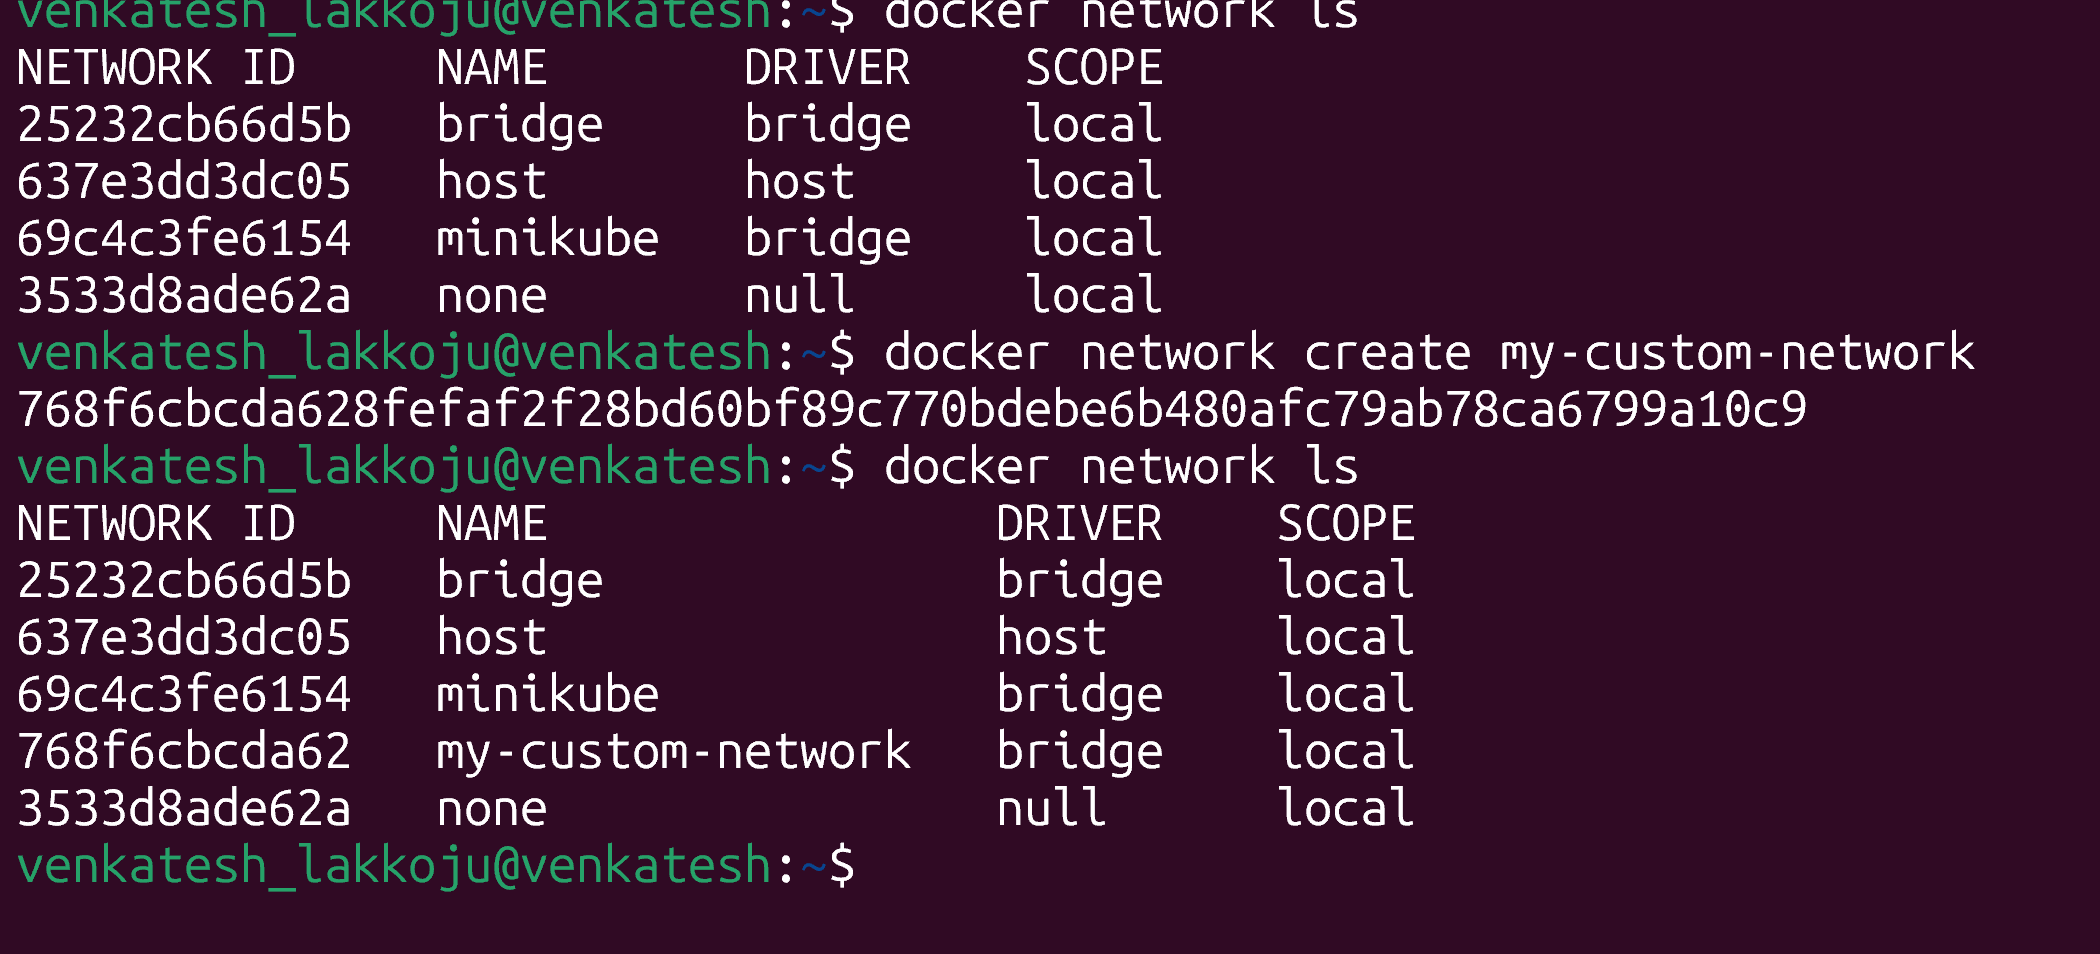 venkatesh_lakkoju@venkatesh:~$ docker network ls
NETWORK ID     NAME       DRIVER    SCOPE
25232cb66d5b   bridge     bridge    local
637e3dd3dc05   host       host      local
69c4c3fe6154   minikube   bridge    local
3533d8ade62a   none       null      local
venkatesh_lakkoju@venkatesh:~$ docker network create my-custom-network
768f6cbcda628fefaf2f28bd60bf89c770bdebe6b480afc79ab78ca6799a10c9
venkatesh_lakkoju@venkatesh:~$ docker network ls
NETWORK ID     NAME                DRIVER    SCOPE
25232cb66d5b   bridge              bridge    local
637e3dd3dc05   host                host      local
69c4c3fe6154   minikube            bridge    local
768f6cbcda62   my-custom-network   bridge    local
3533d8ade62a   none                null      local
venkatesh_lakkoju@venkatesh:~$